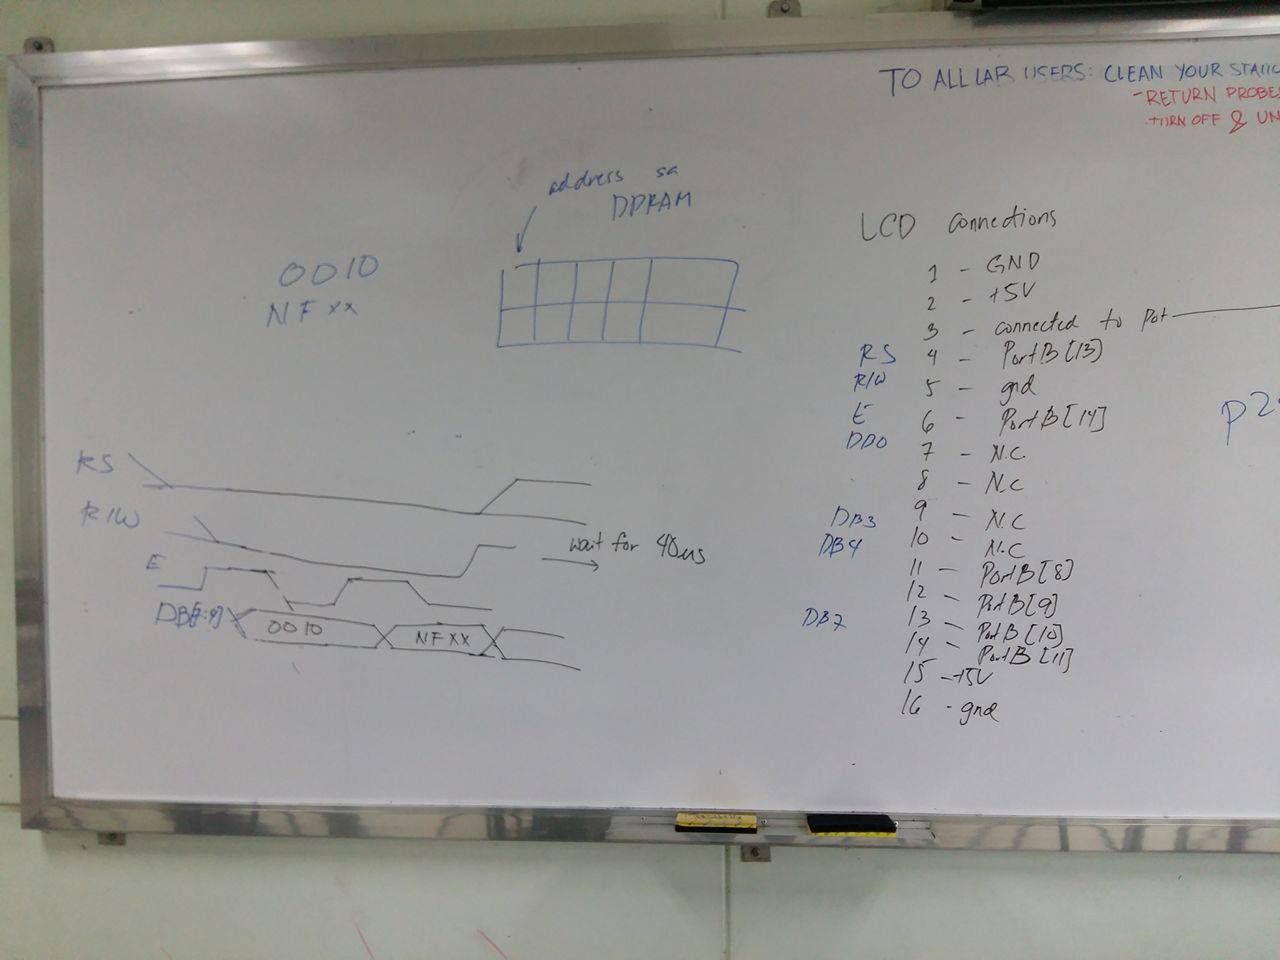 TO ALL LAB USERS: CLEAN YOUR STATIO
- RETURN PROBES
- TURN OFF & UN
address sa
DDRAM
0010
NFxx
LCD Connections
1 - GND
2 - +5V
3 - connected to pot
RS 4 - PortB[13]
R/W 5 - gnd
E 6 - PortB[14]
DB0 7 - N.C.
8 - N.C
DB3 9 - N.C
DB4 10 - N.C
11 - PortB[8]
12 - PortB[9]
DB7 13 - PortB[10]
14 - PortB[11]
15 - +5V
16 - gnd
RS
R/W
E
wait for 40us
DB[7:4]
0010
NFXX